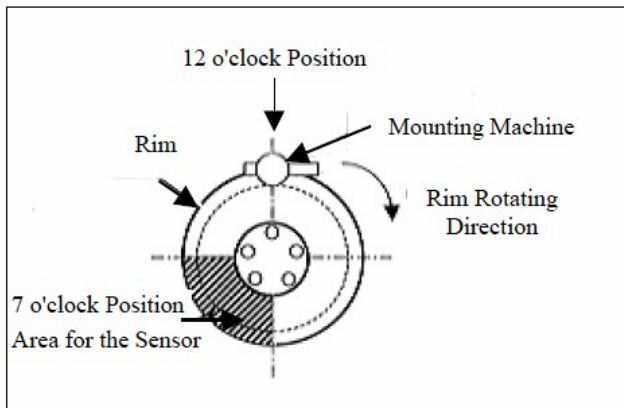 12 o'clock Position
Mounting Machine
Rim
Rim Rotating
Direction
7 o'clock Position
Area for the Sensor